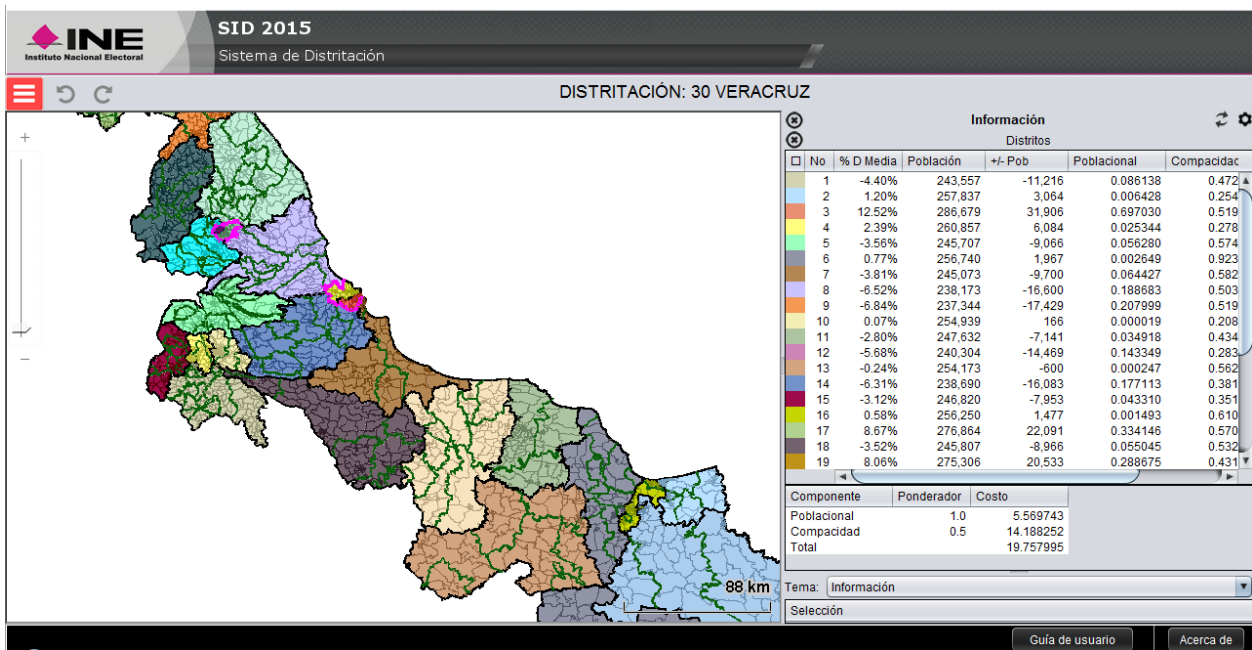 INE
Instituto Nacional Electoral
SID 2015
Sistema de Distritación
DISTRITACIÓN: 30 VERACRUZ
+
−
88 km
Información
Distritos
No % D Media Población +/- Pob Poblacional Compacidad
1 -4.40% 243,557 -11,216 0.086138 0.472
2 1.20% 257,837 3,064 0.006428 0.254
3 12.52% 286,679 31,906 0.697030 0.519
4 2.39% 260,857 6,084 0.025344 0.278
5 -3.56% 245,707 -9,066 0.056280 0.574
6 0.77% 256,740 1,967 0.002649 0.923
7 -3.81% 245,073 -9,700 0.064427 0.582
8 -6.52% 238,173 -16,600 0.188683 0.503
9 -6.84% 237,344 -17,429 0.207999 0.519
10 0.07% 254,939 166 0.000019 0.208
11 -2.80% 247,632 -7,141 0.034918 0.434
12 -5.68% 240,304 -14,469 0.143349 0.283
13 -0.24% 254,173 -600 0.000247 0.562
14 -6.31% 238,690 -16,083 0.177113 0.381
15 -3.12% 246,820 -7,953 0.043310 0.351
16 0.58% 256,250 1,477 0.001493 0.610
17 8.67% 276,864 22,091 0.334146 0.570
18 -3.52% 245,807 -8,966 0.055045 0.532
19 8.06% 275,306 20,533 0.288675 0.431
Componente Ponderador Costo
Poblacional 1.0 5.569743
Compacidad 0.5 14.188252
Total 19.757995
Tema: Información
Selección
Guía de usuario Acerca de